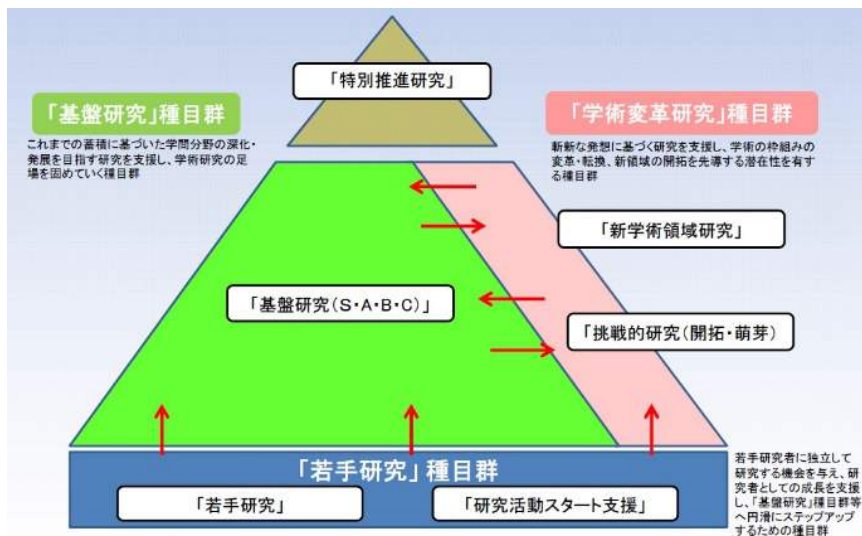 「特別推進研究」
「基盤研究」種目群
これまでの蓄積に基づいた学問分野の深化・
発展を目指す研究を支援し、学術研究の足
場を固めていく種目群
「学術変革研究」種目群
斬新な発想に基づく研究を支援し、学術の枠組みの
変革・転換、新領域の開拓を先導する潜在性を有す
る種目群
「新学術領域研究」
「基盤研究(S・A・B・C)」
「挑戦的研究(開拓・萌芽)
「若手研究」種目群
「若手研究」
「研究活動スタート支援」
若手研究者に独立して
研究する機会を与え、研
究者としての成長を支援
し、「基盤研究」種目群等
へ円滑にステップアップ
するための種目群